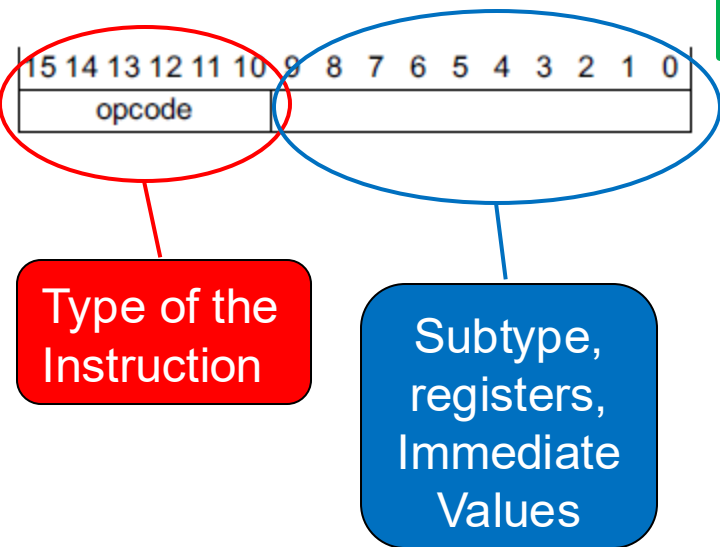 15 14 13 12 11 10 9 8 7 6 5 4 3 2 1 0
opcode
Type of the
Instruction
Subtype,
registers,
Immediate
Values